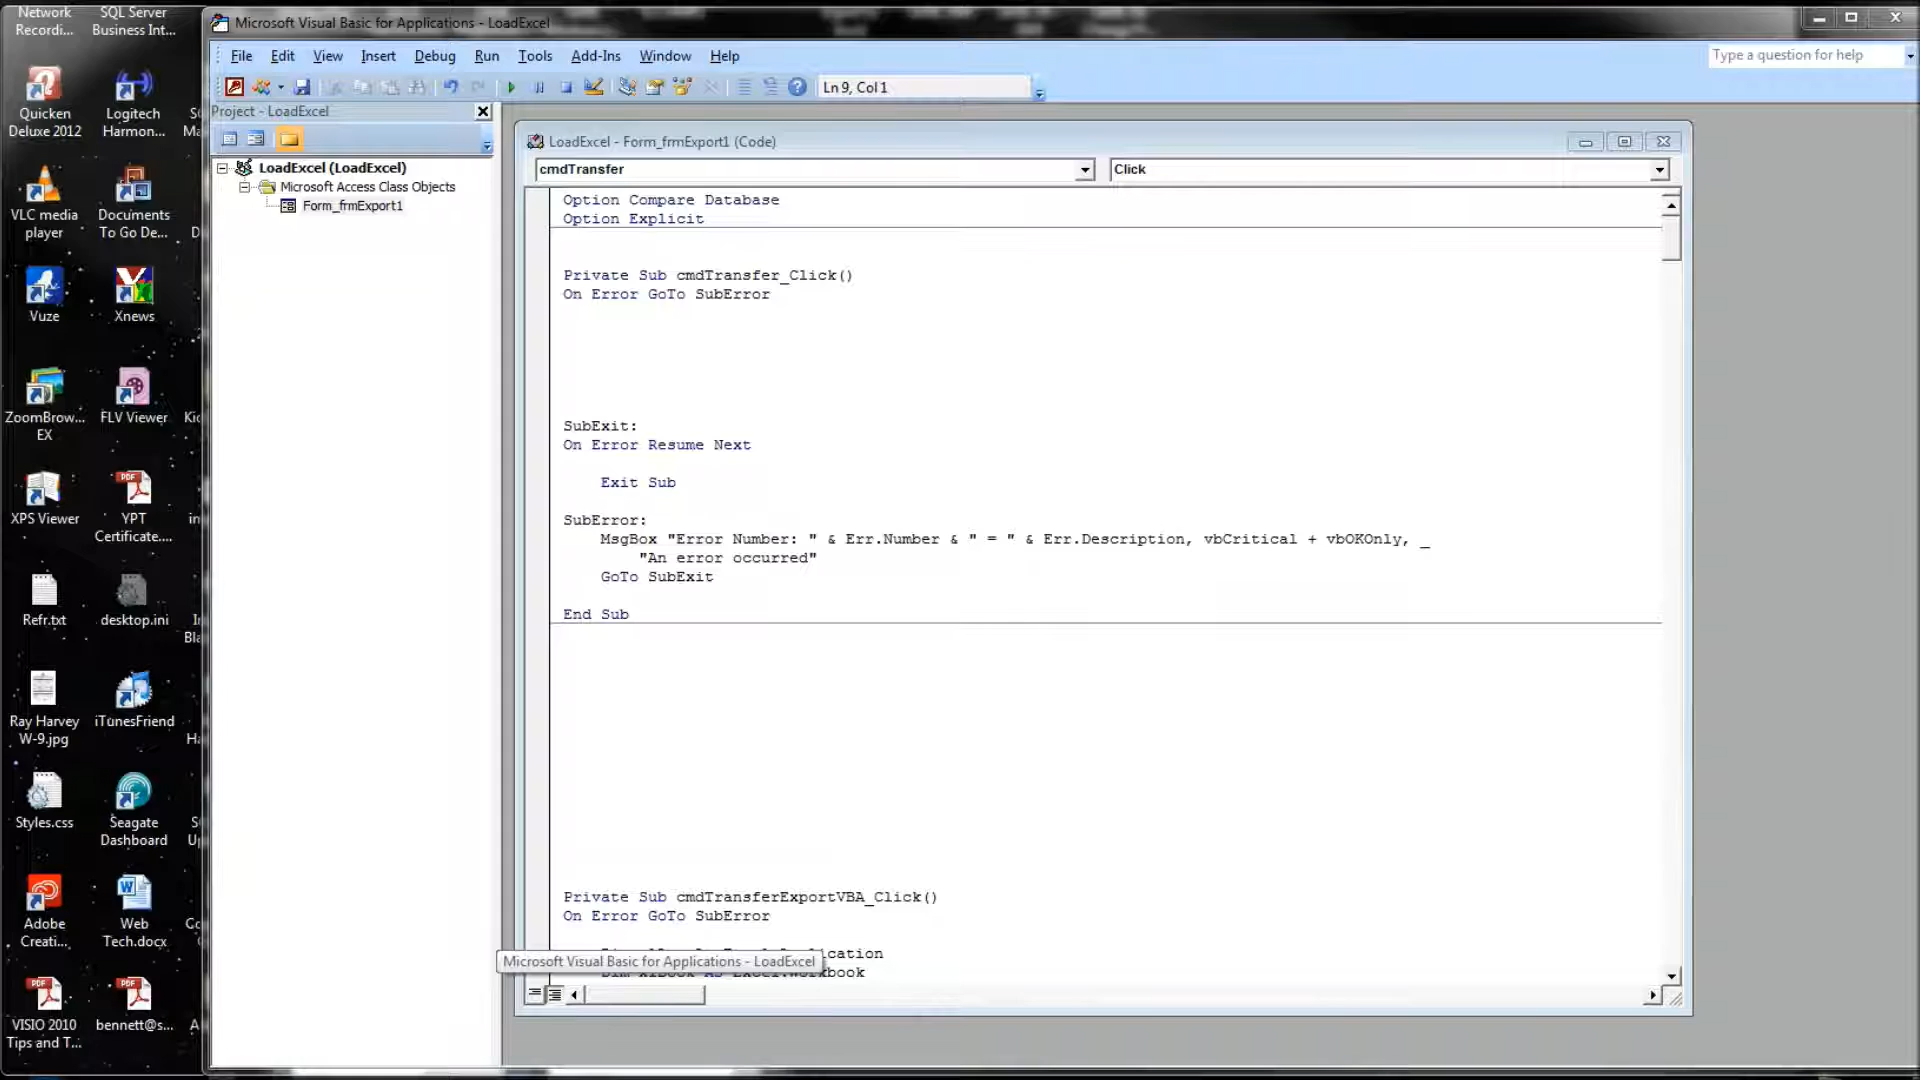 Network
Recordi...
SQL Server
Business Int...
Quicken
Deluxe 2012
Logitech
Harmon...
VLC media
player
Documents
To Go De...
Vuze
Xnews
ZoomBrow...
EX
FLV Viewer
XPS Viewer
YPT
Certificate....
Refr.txt
desktop.ini
Ray Harvey
W-9.jpg
iTunesFriend
Styles.css
Seagate
Dashboard
Adobe
Creati...
Web
Tech.docx
VISIO 2010
Tips and T...
bennett@s...
Microsoft Visual Basic for Applications - LoadExcel
File Edit View Insert Debug Run Tools Add-Ins Window Help
Type a question for help
Ln 9, Col 1
Project - LoadExcel
LoadExcel (LoadExcel)
Microsoft Access Class Objects
Form_frmExport1
LoadExcel - Form_frmExport1 (Code)
cmdTransfer
Click
Option Compare Database
Option Explicit
Private Sub cmdTransfer_Click()
On Error GoTo SubError
SubExit:
On Error Resume Next
Exit Sub
SubError:
MsgBox "Error Number: " & Err.Number & " = " & Err.Description, vbCritical + vbOKOnly, _
"An error occurred"
GoTo SubExit
End Sub
Private Sub cmdTransferExportVBA_Click()
On Error GoTo SubError
Microsoft Visual Basic for Applications - LoadExcel